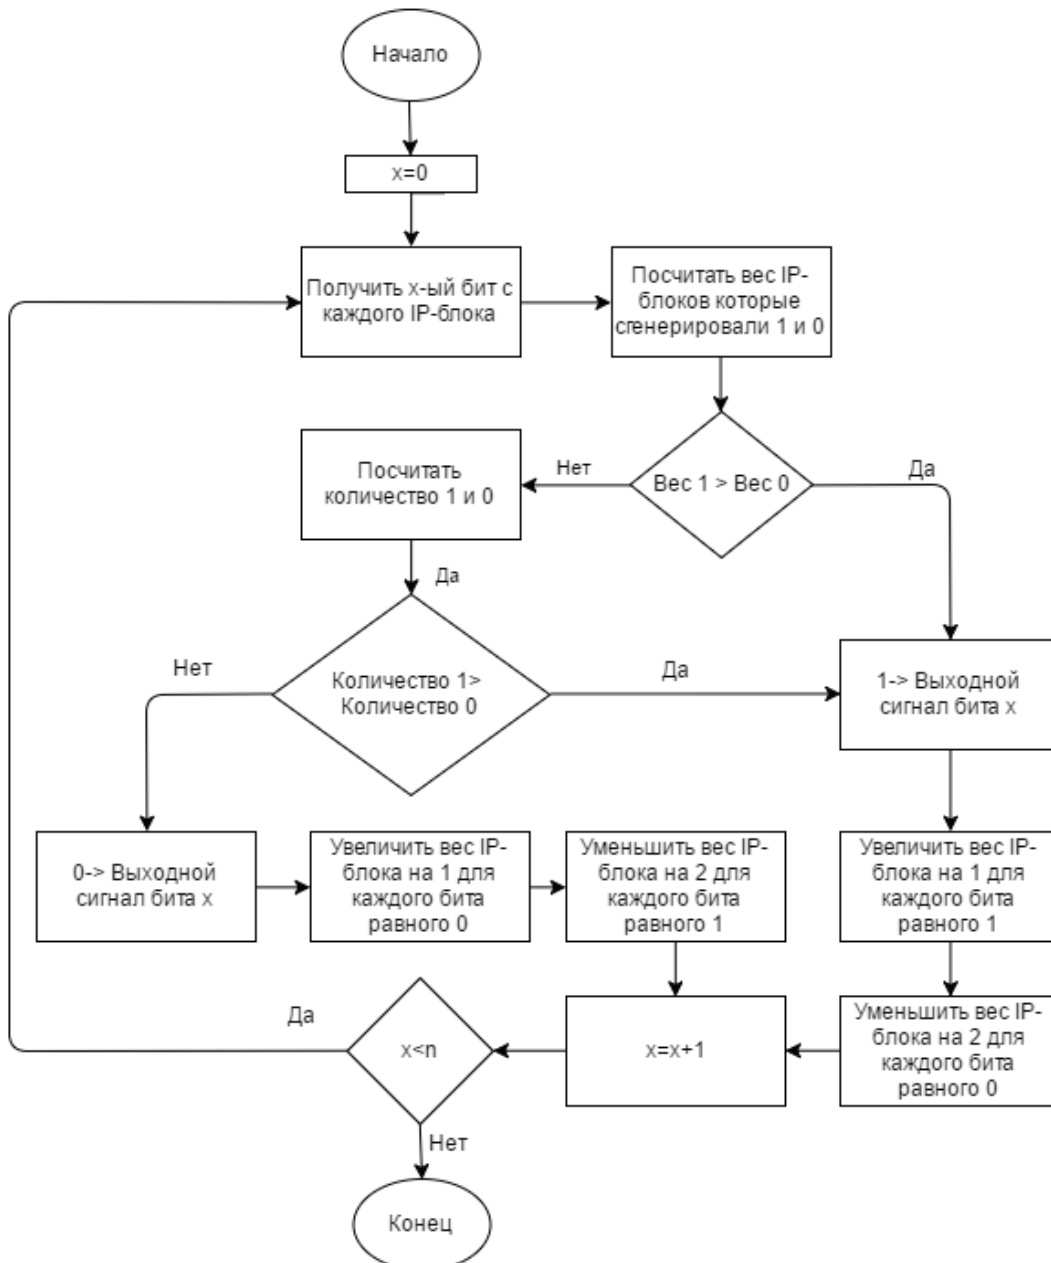 Начало
x=0
Получить x-ый бит с
каждого IP-блока
Посчитать вес IP-
блоков которые
сгенерировали 1 и 0
Вес 1 > Вес 0
Нет
Да
Посчитать
количество 1 и 0
Да
Количество 1>
Количество 0
Нет
Да
1-> Выходной
сигнал бита x
0-> Выходной
сигнал бита x
Увеличить вес IP-
блока на 1 для
каждого бита
равного 0
Уменьшить вес IP-
блока на 2 для
каждого бита
равного 1
Увеличить вес IP-
блока на 1 для
каждого бита
равного 1
Уменьшить вес IP-
блока на 2 для
каждого бита
равного 0
x=x+1
x<n
Да
Нет
Конец